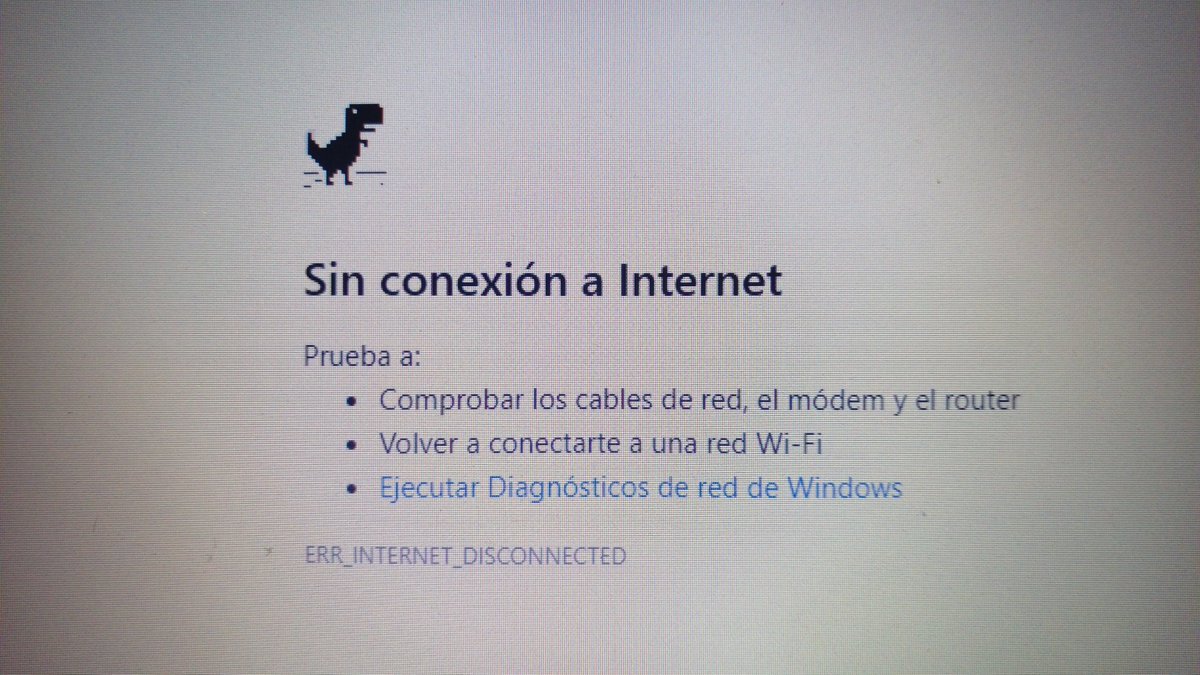 Sin conexión a Internet
Prueba a:
• Comprobar los cables de red, el módem y el router
• Volver a conectarte a una red Wi-Fi
• Ejecutar Diagnósticos de red de Windows
ERR_INTERNET_DISCONNECTED